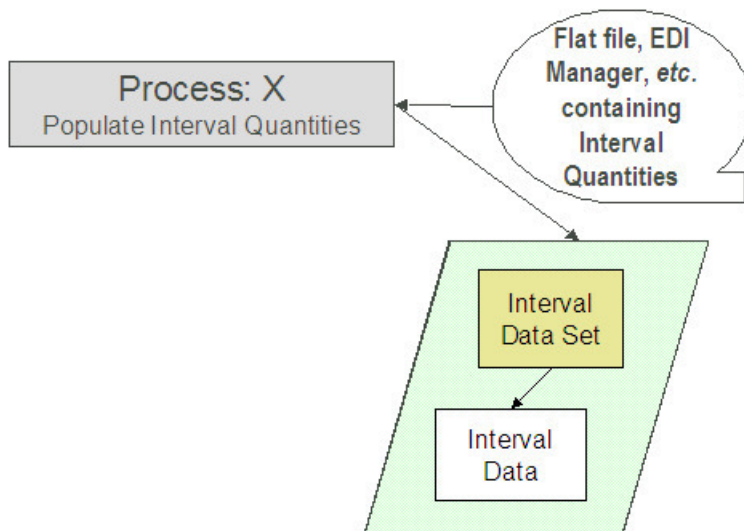 Process: X
Populate Interval Quantities
Flat file, EDI
Manager, etc.
containing
Interval
Quantities
Interval
Data Set
Interval
Data